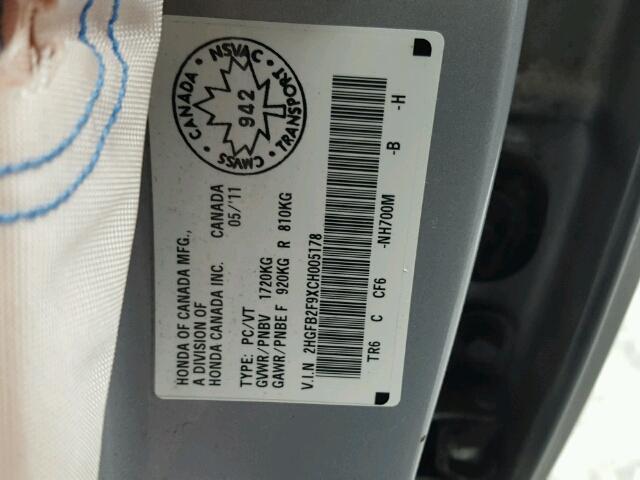 HONDA OF CANADA MFG.,
A DIVISION OF
HONDA CANADA INC. CANADA
05/'11
TYPE: PC/VT
GVWR/PNBV 1720KG
GAWR/PNBE F 920KG R 810KG
V.I.N 2HGFB2F9XCH005178
TR6 C CF6 -NH700M -B -H
CANADA NSVAC TRANSPORT CMVSS
942